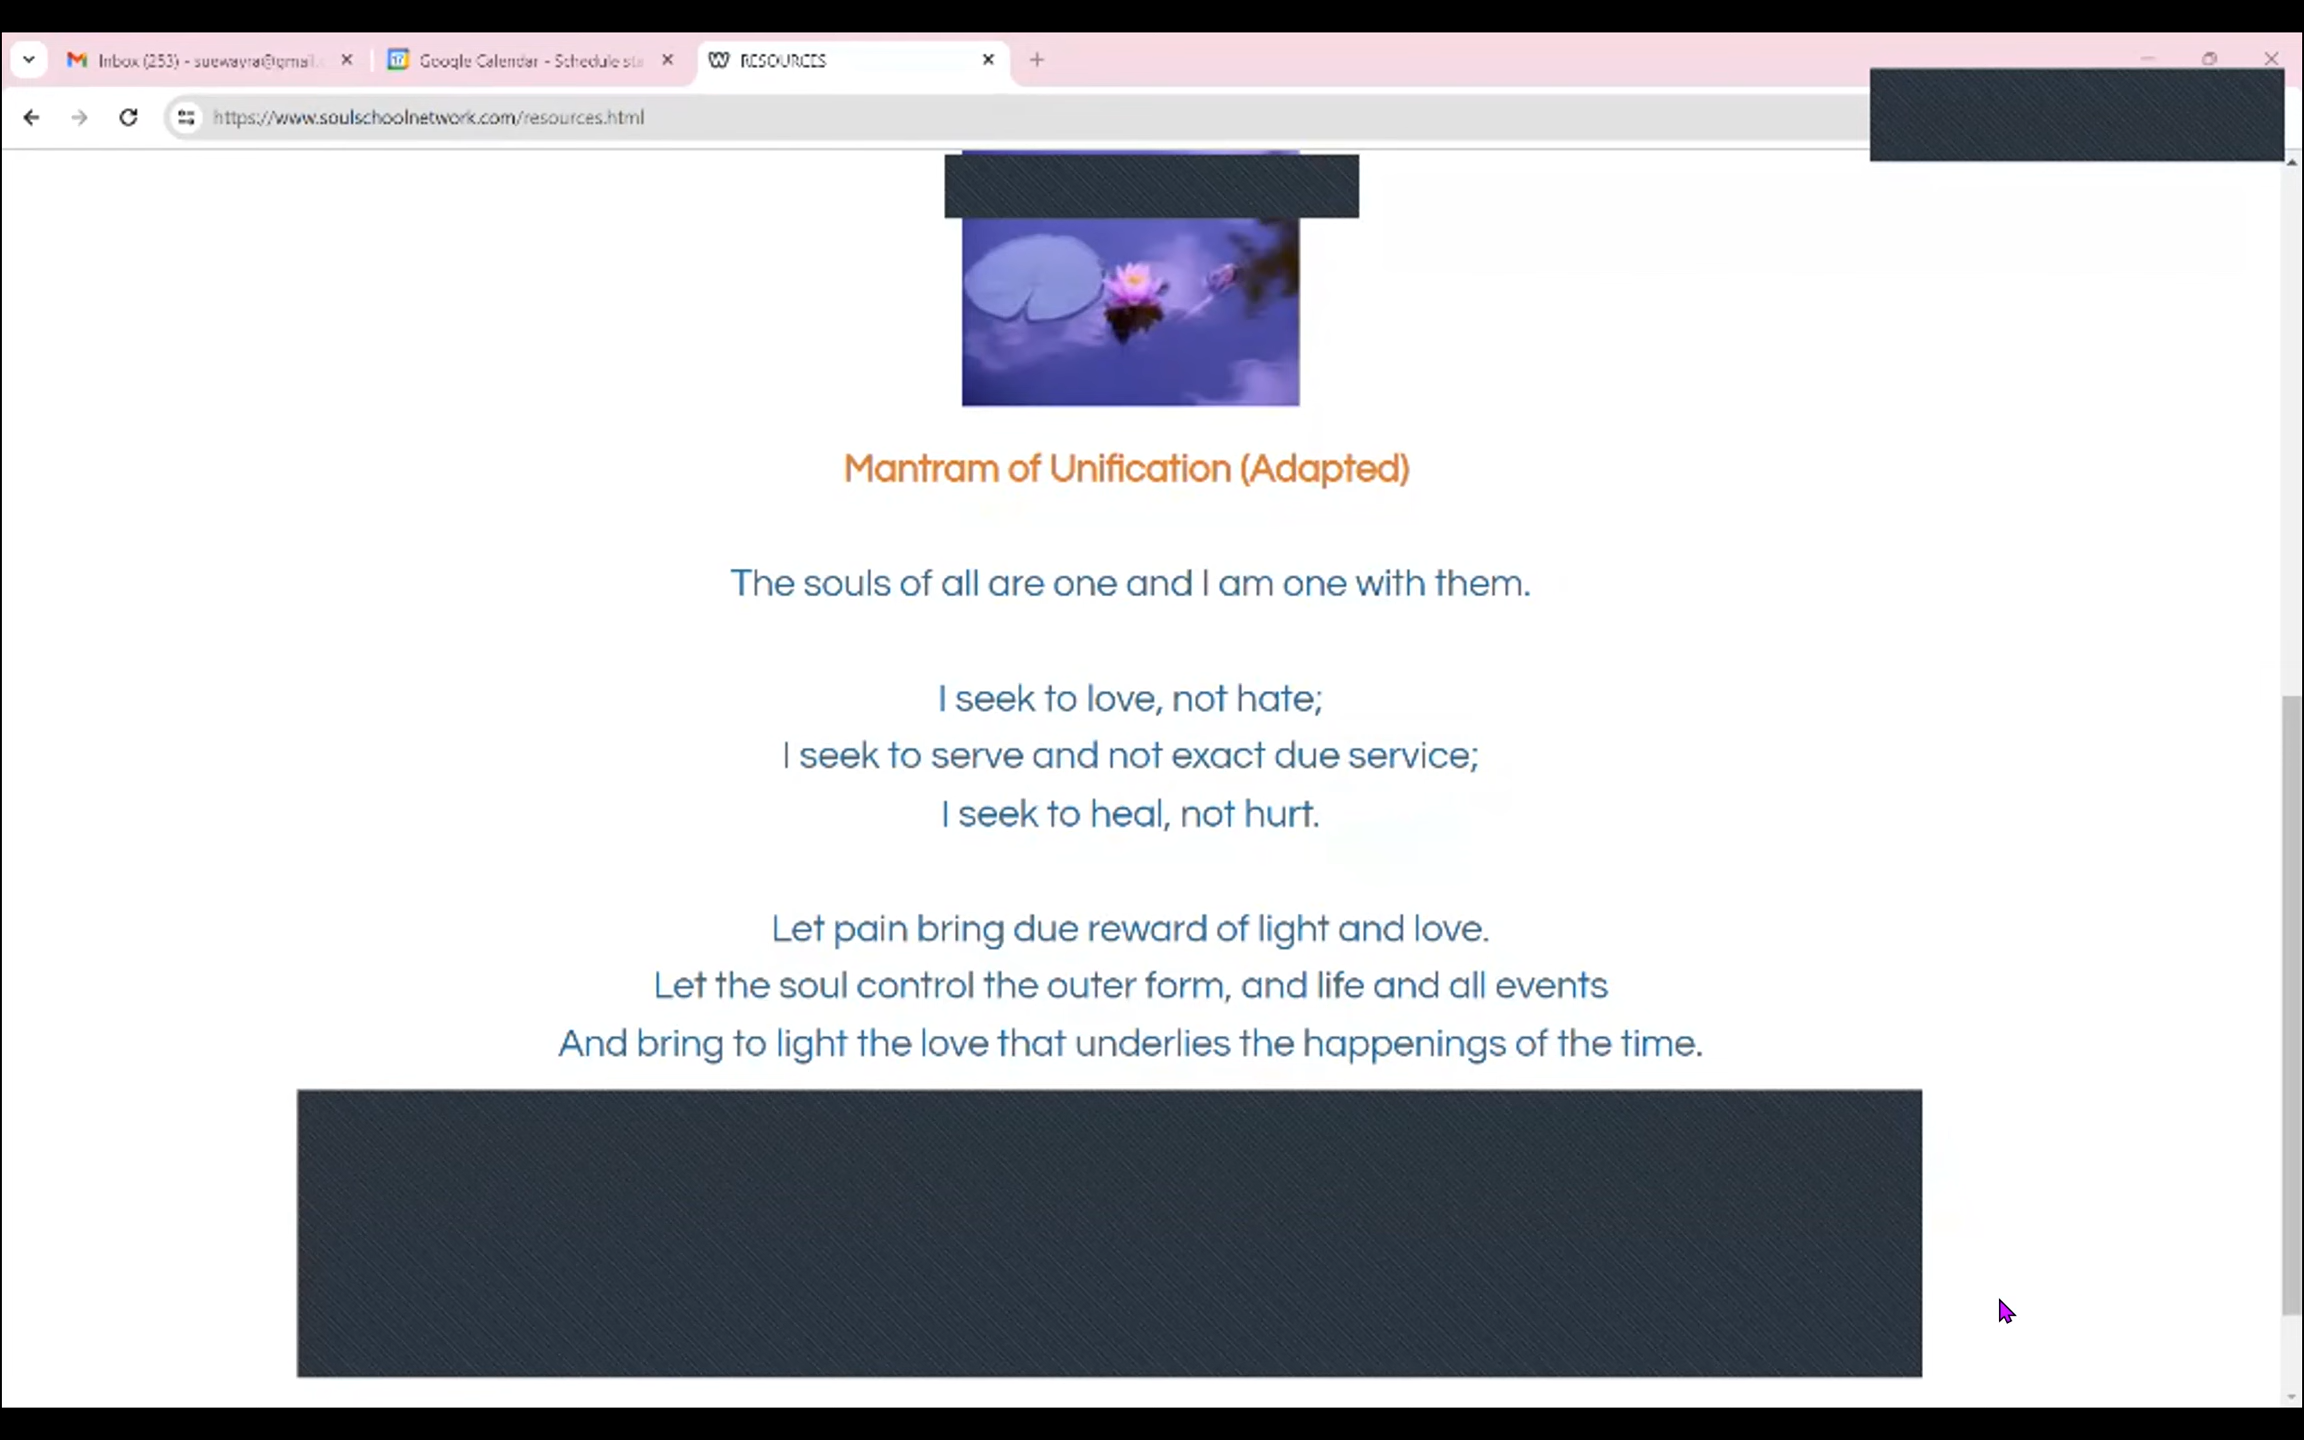 Inbox (253) - suewayra@gmail.
Google Calendar - Schedule sta
RESOURCES
https://www.soulschoolnetwork.com/resources.html
Mantram of Unification (Adapted)
The souls of all are one and I am one with them.
I seek to love, not hate;
I seek to serve and not exact due service;
I seek to heal, not hurt.
Let pain bring due reward of light and love.
Let the soul control the outer form, and life and all events
And bring to light the love that underlies the happenings of the time.